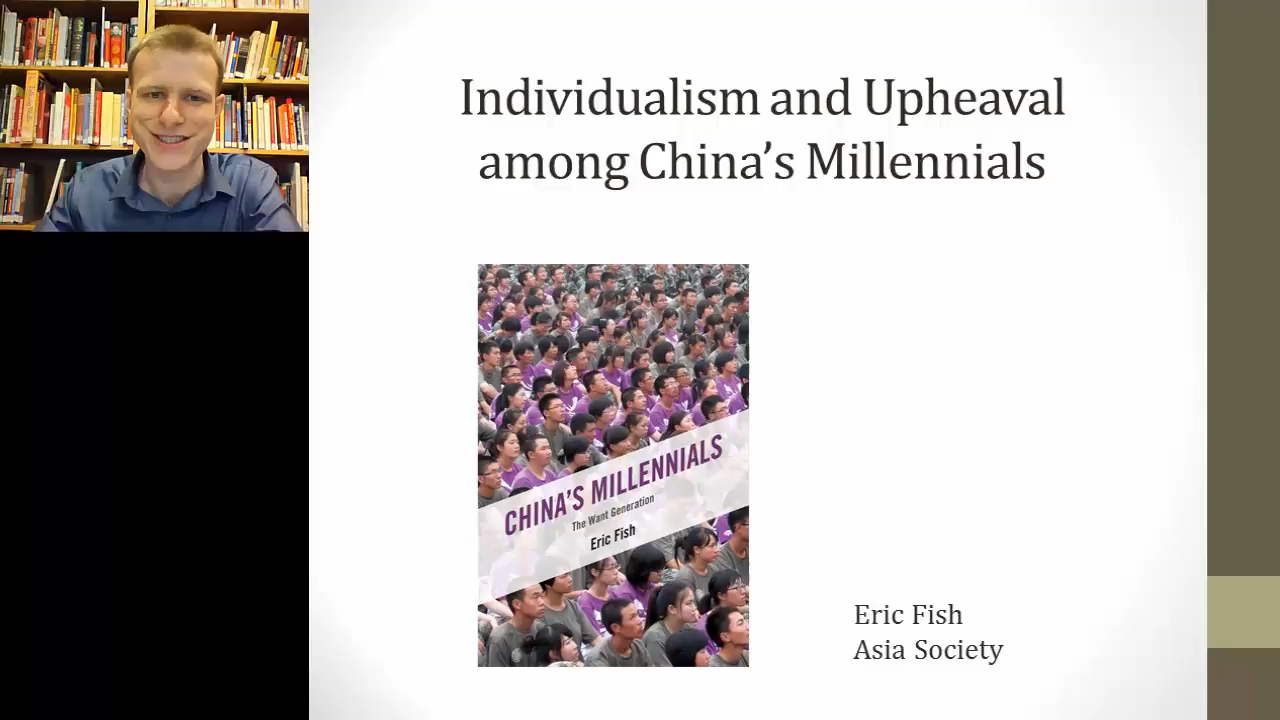 Individualism and Upheaval
among China’s Millennials
CHINA'S MILLENNIALS
The Want Generation
Eric Fish
Eric Fish
Asia Society